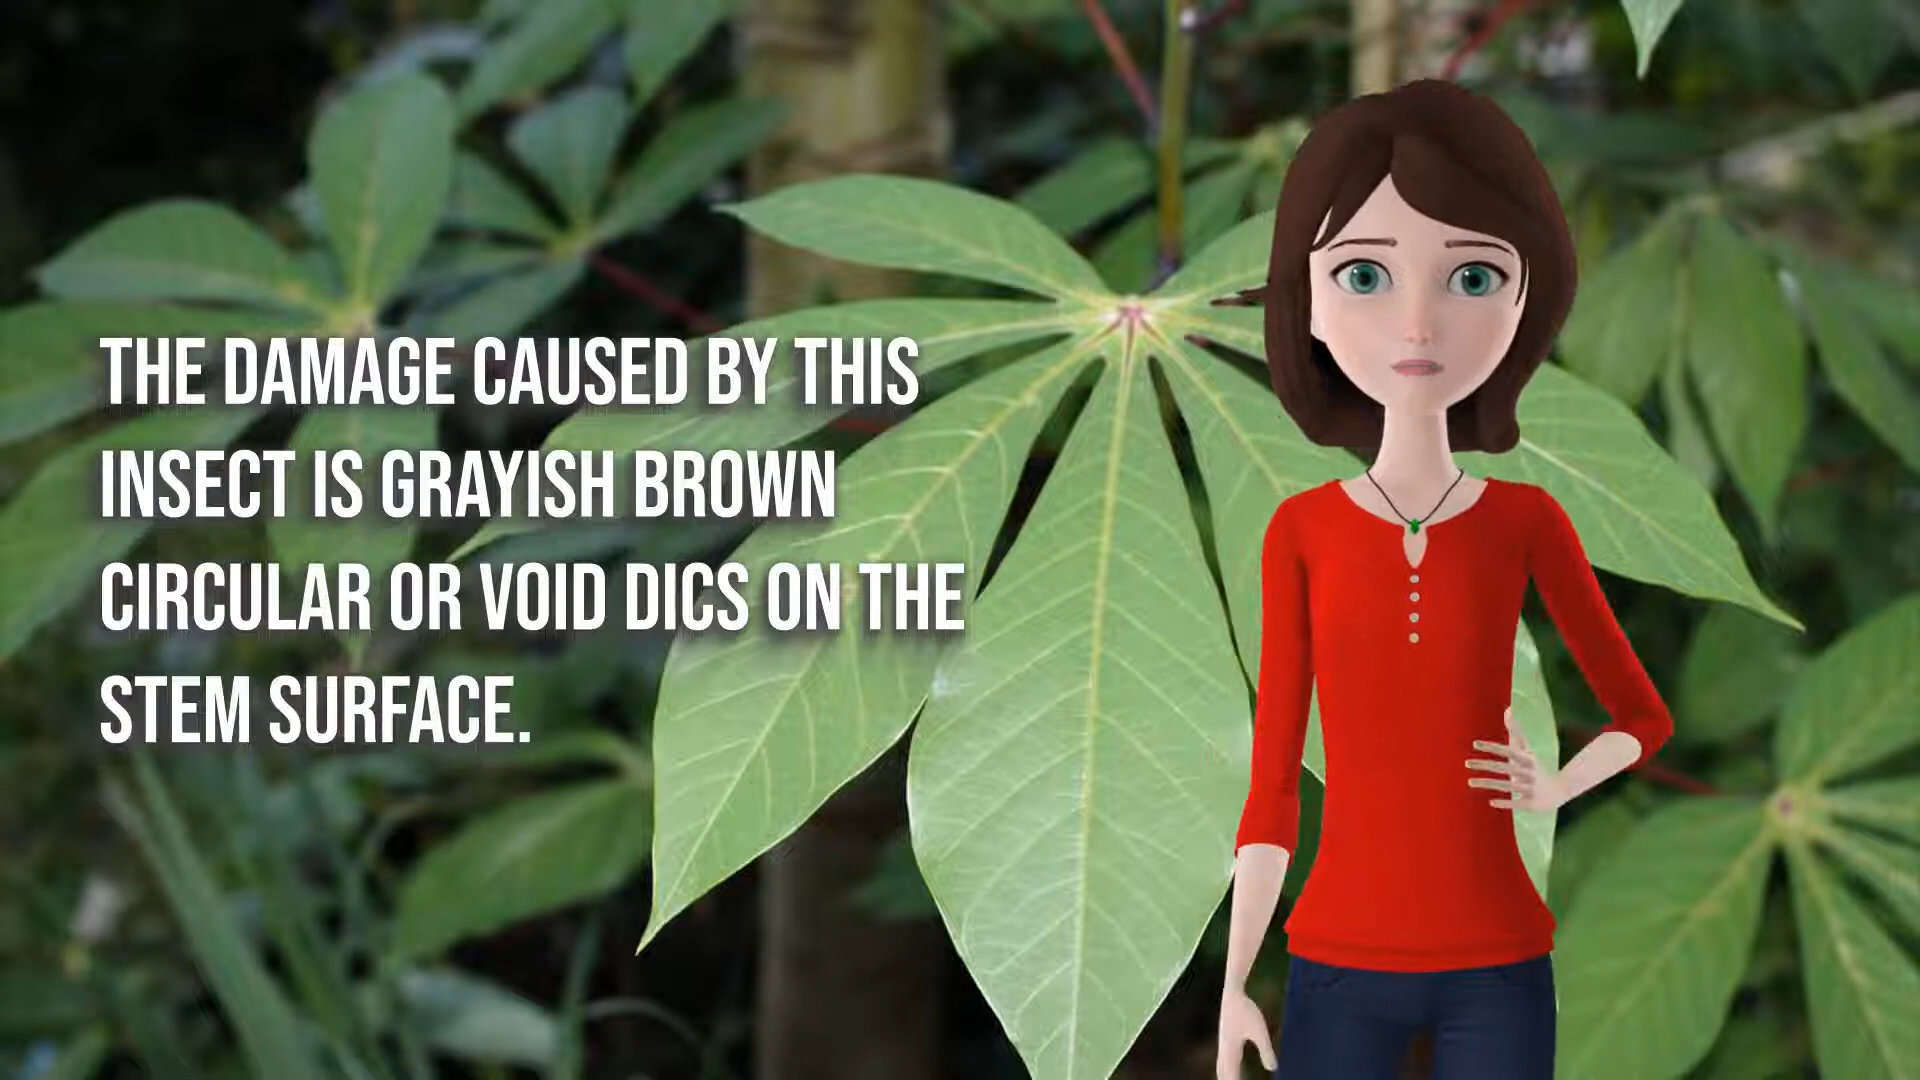 THE DAMAGE CAUSED BY THIS
INSECT IS GRAYISH BROWN
CIRCULAR OR VOID DICS ON THE
STEM SURFACE.